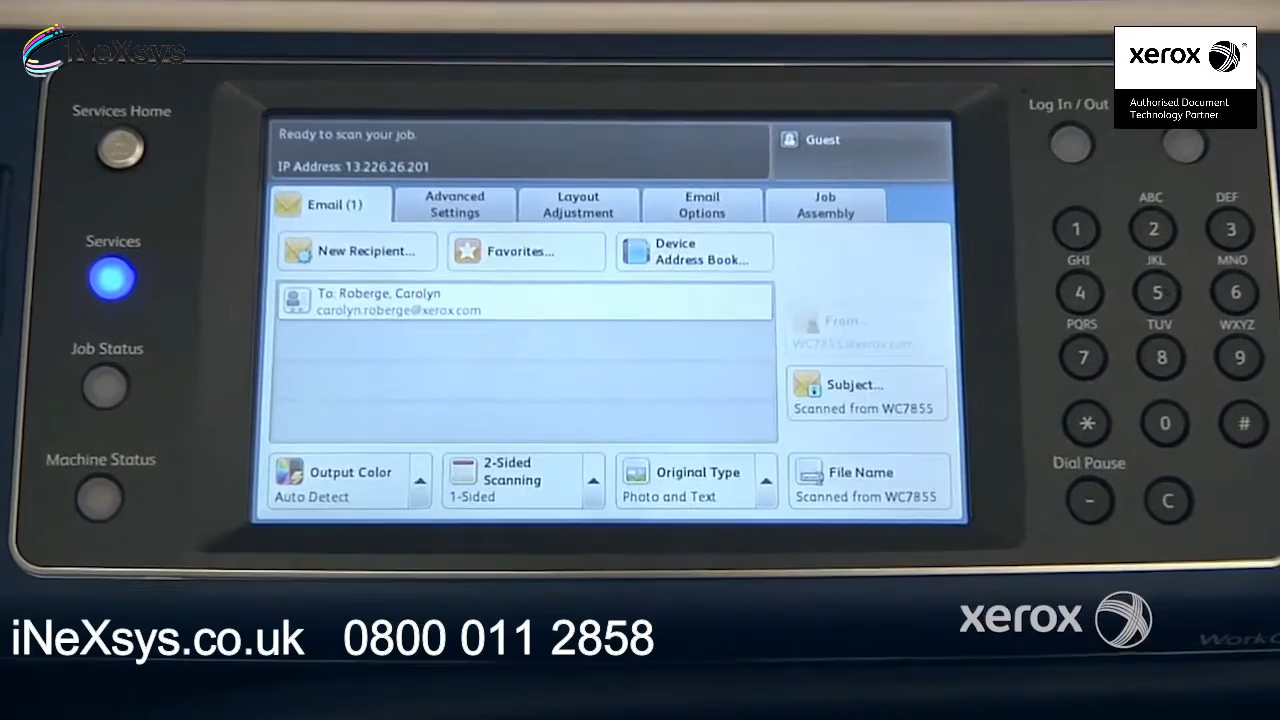 iNeXsys
xerox
Authorised Document
Technology Partner
Services Home
Services
Job Status
Machine Status
Ready to scan your job.
IP Address: 13.226.26.201
Guest
Email (1)
Advanced
Settings
Layout
Adjustment
Email
Options
Job
Assembly
New Recipient...
Favorites...
Device
Address Book...
To: Roberge, Carolyn
carolyn.roberge@xerox.com
From...
WC7855@xerox.com
Subject...
Scanned from WC7855
Output Color
Auto Detect
2-Sided
Scanning
1-Sided
Original Type
Photo and Text
File Name
Scanned from WC7855
Log In / Out
ABC DEF
1 2 3
GHI JKL MNO
4 5 6
PQRS TUV WXYZ
7 8 9
* 0 #
Dial Pause
- C
iNeXsys.co.uk 0800 011 2858
xerox